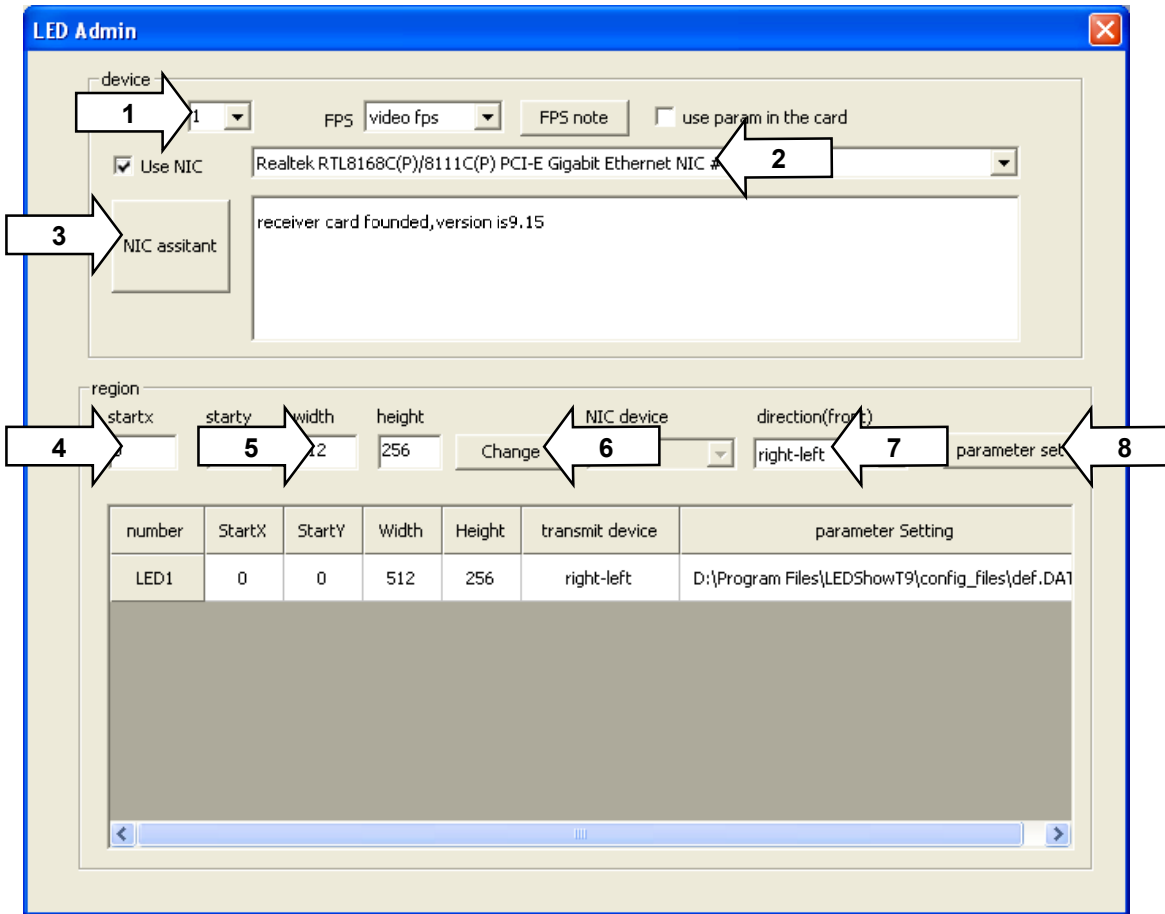 LED Admin
device
1 1 FPS video fps FPS note use param in the card
Use NIC Realtek RTL8168C(P)/8111C(P) PCI-E Gigabit Ethernet NIC # 2
3 NIC assitant receiver card founded,version is9.15
region
startx starty width height NIC device direction(front)
4 5 12 256 Change 6 right-left 7 parameter set 8
number StartX StartY Width Height transmit device parameter Setting
LED1 0 0 512 256 right-left D:\Program Files\LEDShowT9\config_files\def.DAT